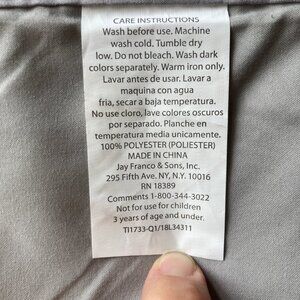 CARE INSTRUCTIONS
Wash before use. Machine
wash cold. Tumble dry
low. Do not bleach. Wash dark
colors separately. Warm iron only.
Lavar antes de usar. Lavar a
maquina con agua
fria, secar a baja temperatura.
No use cloro, lave colores oscuros
por separado. Planche en
temperatura media unicamente.
100% POLYESTER (POLIESTER)
MADE IN CHINA
Jay Franco & Sons, Inc.
295 Fifth Ave. NY, N.Y. 10016
RN 18389
Comments 1-800-344-3022
Not for use for children
3 years of age and under.
TI1733-Q1/18L34311